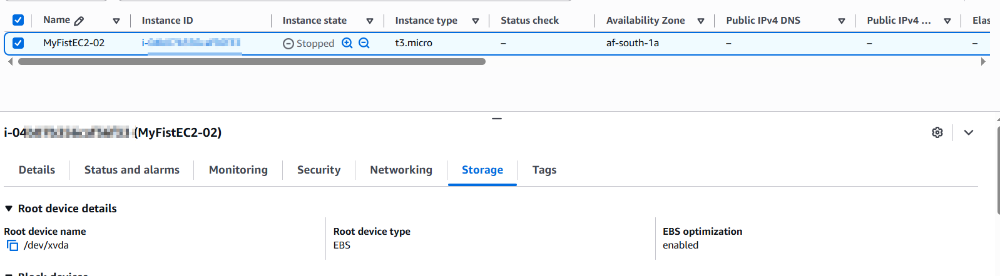 Name Instance ID Instance state Instance type Status check Availability Zone Public IPv4 DNS Public IPv4 ... Elas
MyFistEC2-02 i- Stopped t3.micro – af-south-1a – – –
i-04 (MyFistEC2-02)
Details Status and alarms Monitoring Security Networking Storage Tags
Root device details
Root device name Root device type EBS optimization
/dev/xvda EBS enabled
Block devices